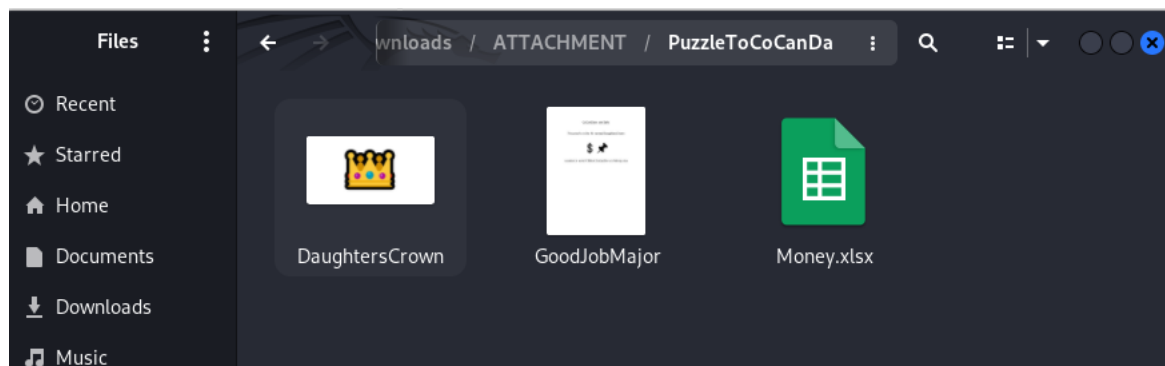 Files
wnloads / ATTACHMENT / PuzzleToCoCanDa
Recent
Starred
Home
Documents
Downloads
Music
DaughtersCrown
GoodJobMajor
Money.xlsx